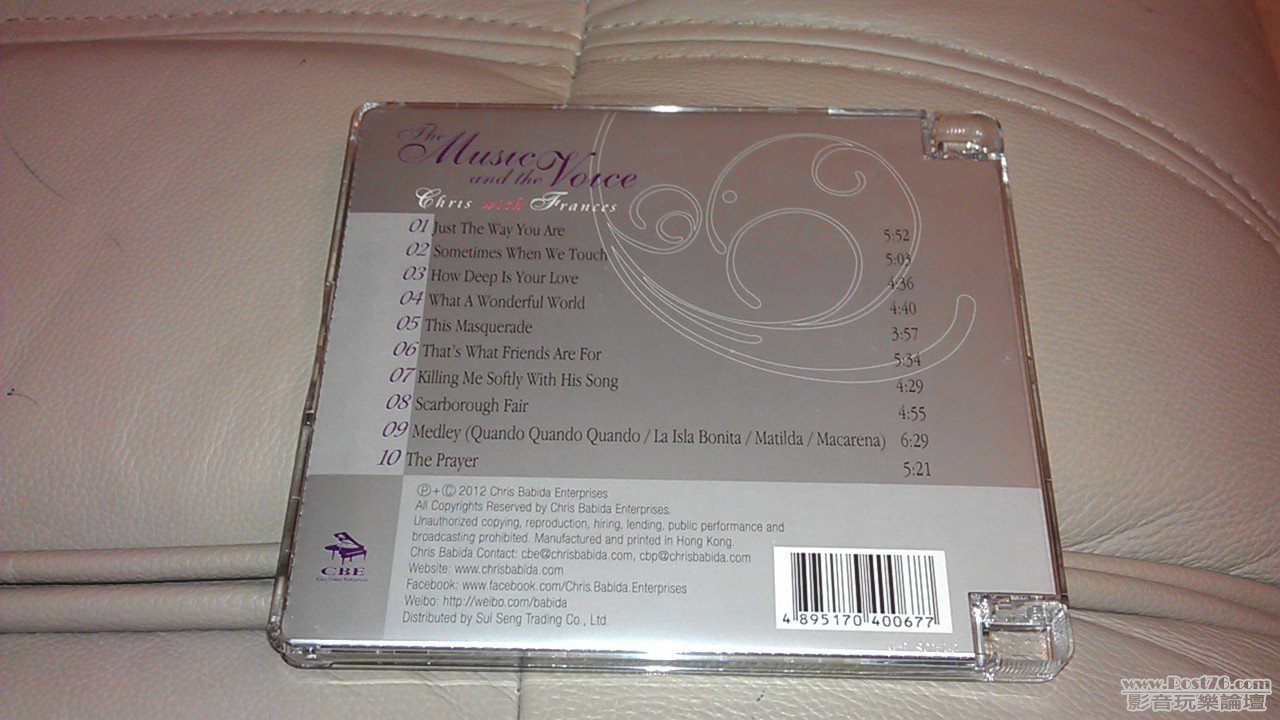 The Music
and the Voice
Chris with Frances
01 Just The Way You Are 5:52
02 Sometimes When We Touch 5:03
03 How Deep Is Your Love 4:36
04 What A Wonderful World 4:40
05 This Masquerade 3:57
06 That's What Friends Are For 5:34
07 Killing Me Softly With His Song 4:29
08 Scarborough Fair 4:55
09 Medley (Quando Quando Quando / La Isla Bonita / Matilda / Macarena) 6:29
10 The Prayer 5:21
℗ + © 2012 Chris Babida Enterprises
All Copyrights Reserved by Chris Babida Enterprises.
Unauthorized copying, reproduction, hiring, lending, public performance and
broadcasting prohibited. Manufactured and printed in Hong Kong.
Chris Babida Contact: cbe@chrisbabida.com, cbp@chrisbabida.com
Website: www.chrisbabida.com
Facebook: www.facebook.com/Chris.Babida.Enterprises
Weibo: http://weibo.com/babida
Distributed by Sui Seng Trading Co., Ltd.
CBE
Chris Babida Enterprises
4 895170 400677
www.Post76.com
影音玩樂論壇